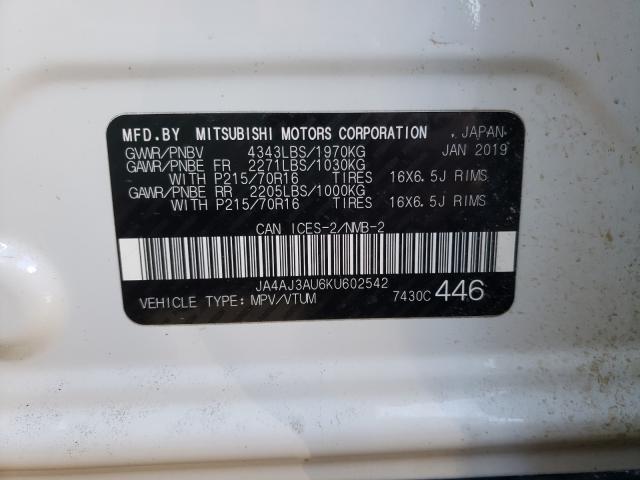 MFD.BY MITSUBISHI MOTORS CORPORATION , JAPAN
GVWR/PNBV 4343LBS/1970KG JAN 2019
GAWR/PNBE FR 2271LBS/1030KG
WITH P215/70R16 TIRES 16X6.5J RIMS
GAWR/PNBE RR 2205LBS/1000KG
WITH P215/70R16 TIRES 16X6.5J RIMS
CAN ICES-2/NMB-2
JA4AJ3AU6KU602542
VEHICLE TYPE: MPV/VTUM 7430C 446